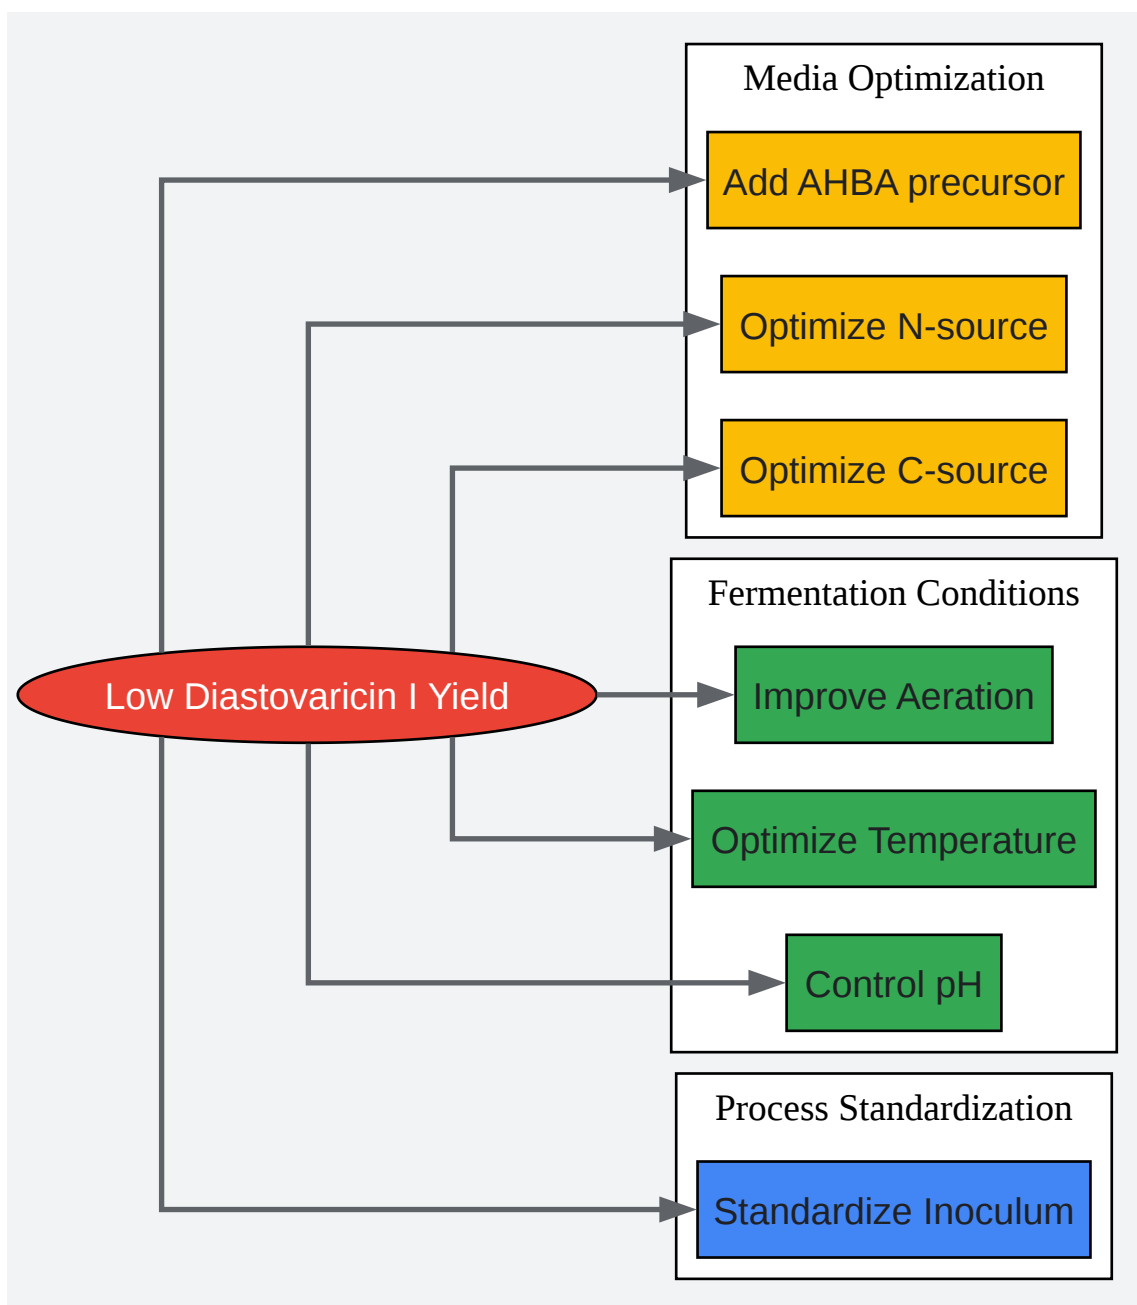 Media Optimization
Add AHBA precursor
Optimize N-source
Optimize C-source
Fermentation Conditions
Low Diastovaricin I Yield
Improve Aeration
Optimize Temperature
Control pH
Process Standardization
Standardize Inoculum